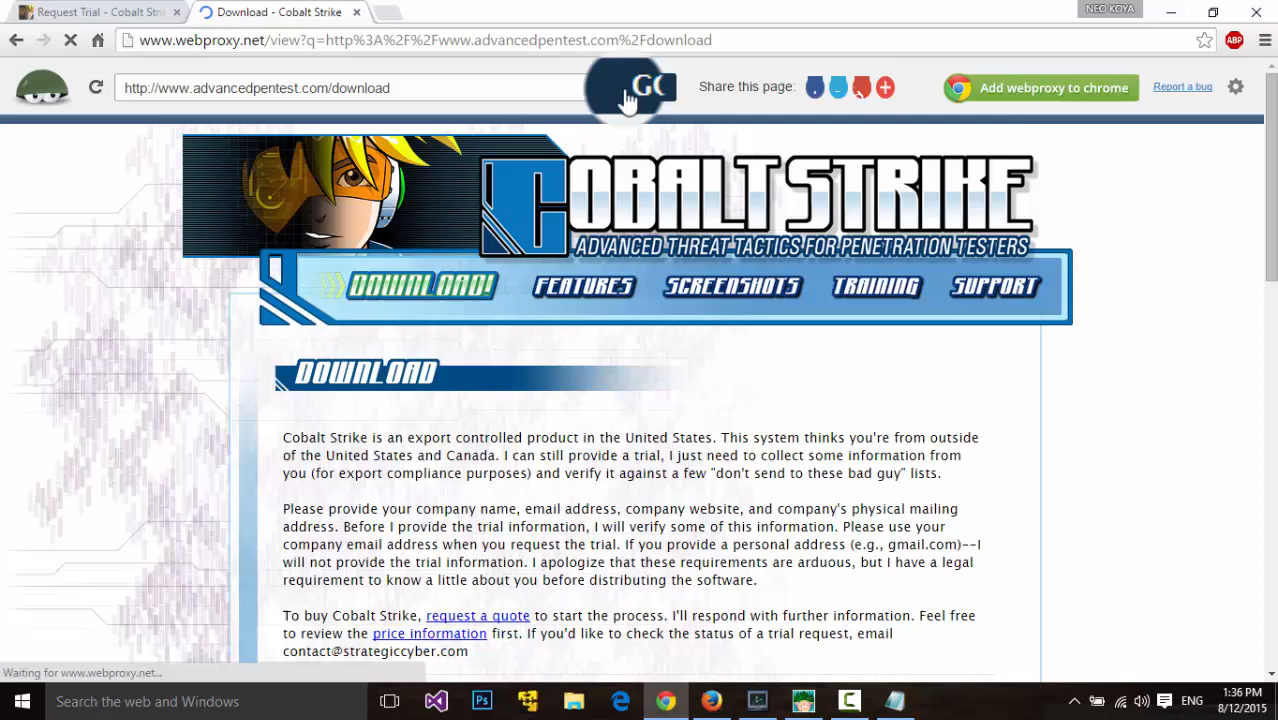 Request Trial - Cobalt Stri
Download - Cobalt Strike
NEO KOYA
www.webproxy.net/view?q=http%3A%2F%2Fwww.advancedpentest.com%2Fdownload
ABP
http://www.advancedpentest.com/download
GO
Share this page:
Add webproxy to chrome
Report a bug
COBALT STRIKE
ADVANCED THREAT TACTICS FOR PENETRATION TESTERS
DOWNLOAD! FEATURES SCREENSHOTS TRAINING SUPPORT
DOWNLOAD
Cobalt Strike is an export controlled product in the United States. This system thinks you're from outside
of the United States and Canada. I can still provide a trial, I just need to collect some information from
you (for export compliance purposes) and verify it against a few "don't send to these bad guy" lists.
Please provide your company name, email address, company website, and company's physical mailing
address. Before I provide the trial information, I will verify some of this information. Please use your
company email address when you request the trial. If you provide a personal address (e.g., gmail.com)--I
will not provide the trial information. I apologize that these requirements are arduous, but I have a legal
requirement to know a little about you before distributing the software.
To buy Cobalt Strike, request a quote to start the process. I'll respond with further information. Feel free
to review the price information first. If you'd like to check the status of a trial request, email
contact@strategiccyber.com
Waiting for www.webproxy.net...
Search the web and Windows
Ps
ENG
1:36 PM
8/12/2015